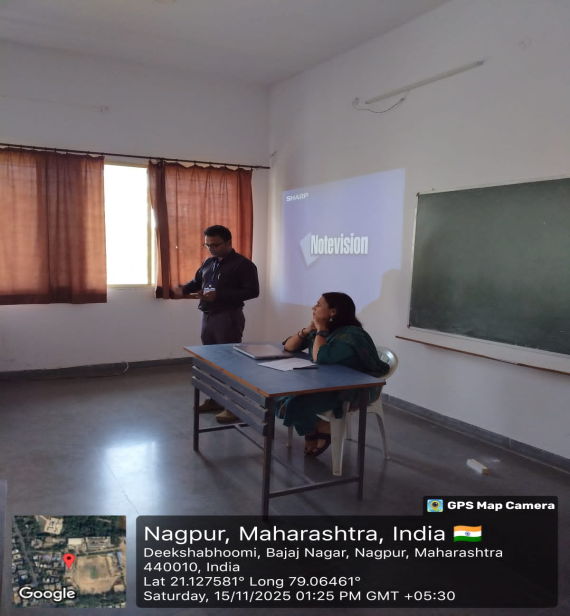 SHARP
Notevision
GPS Map Camera
Nagpur, Maharashtra, India 🇮🇳
Deekshabhoomi, Bajaj Nagar, Nagpur, Maharashtra
440010, India
Lat 21.127581° Long 79.06461°
Saturday, 15/11/2025 01:25 PM GMT +05:30
Google